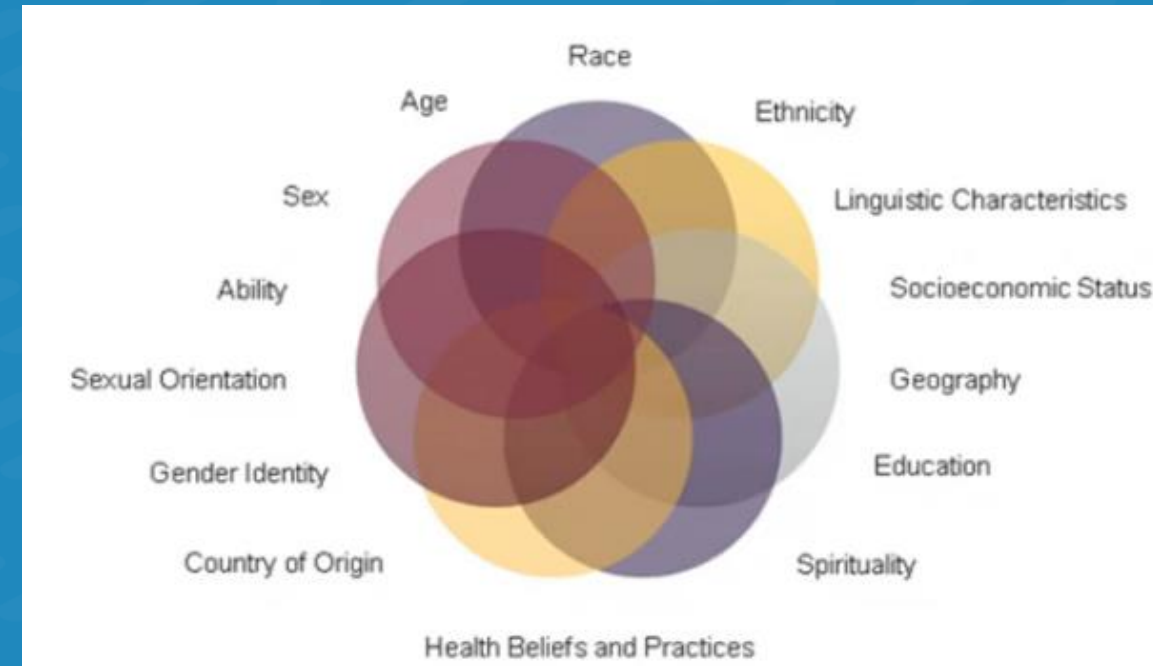 Race
Age
Ethnicity
Sex
Linguistic Characteristics
Ability
Socioeconomic Status
Sexual Orientation
Geography
Gender Identity
Education
Country of Origin
Spirituality
Health Beliefs and Practices